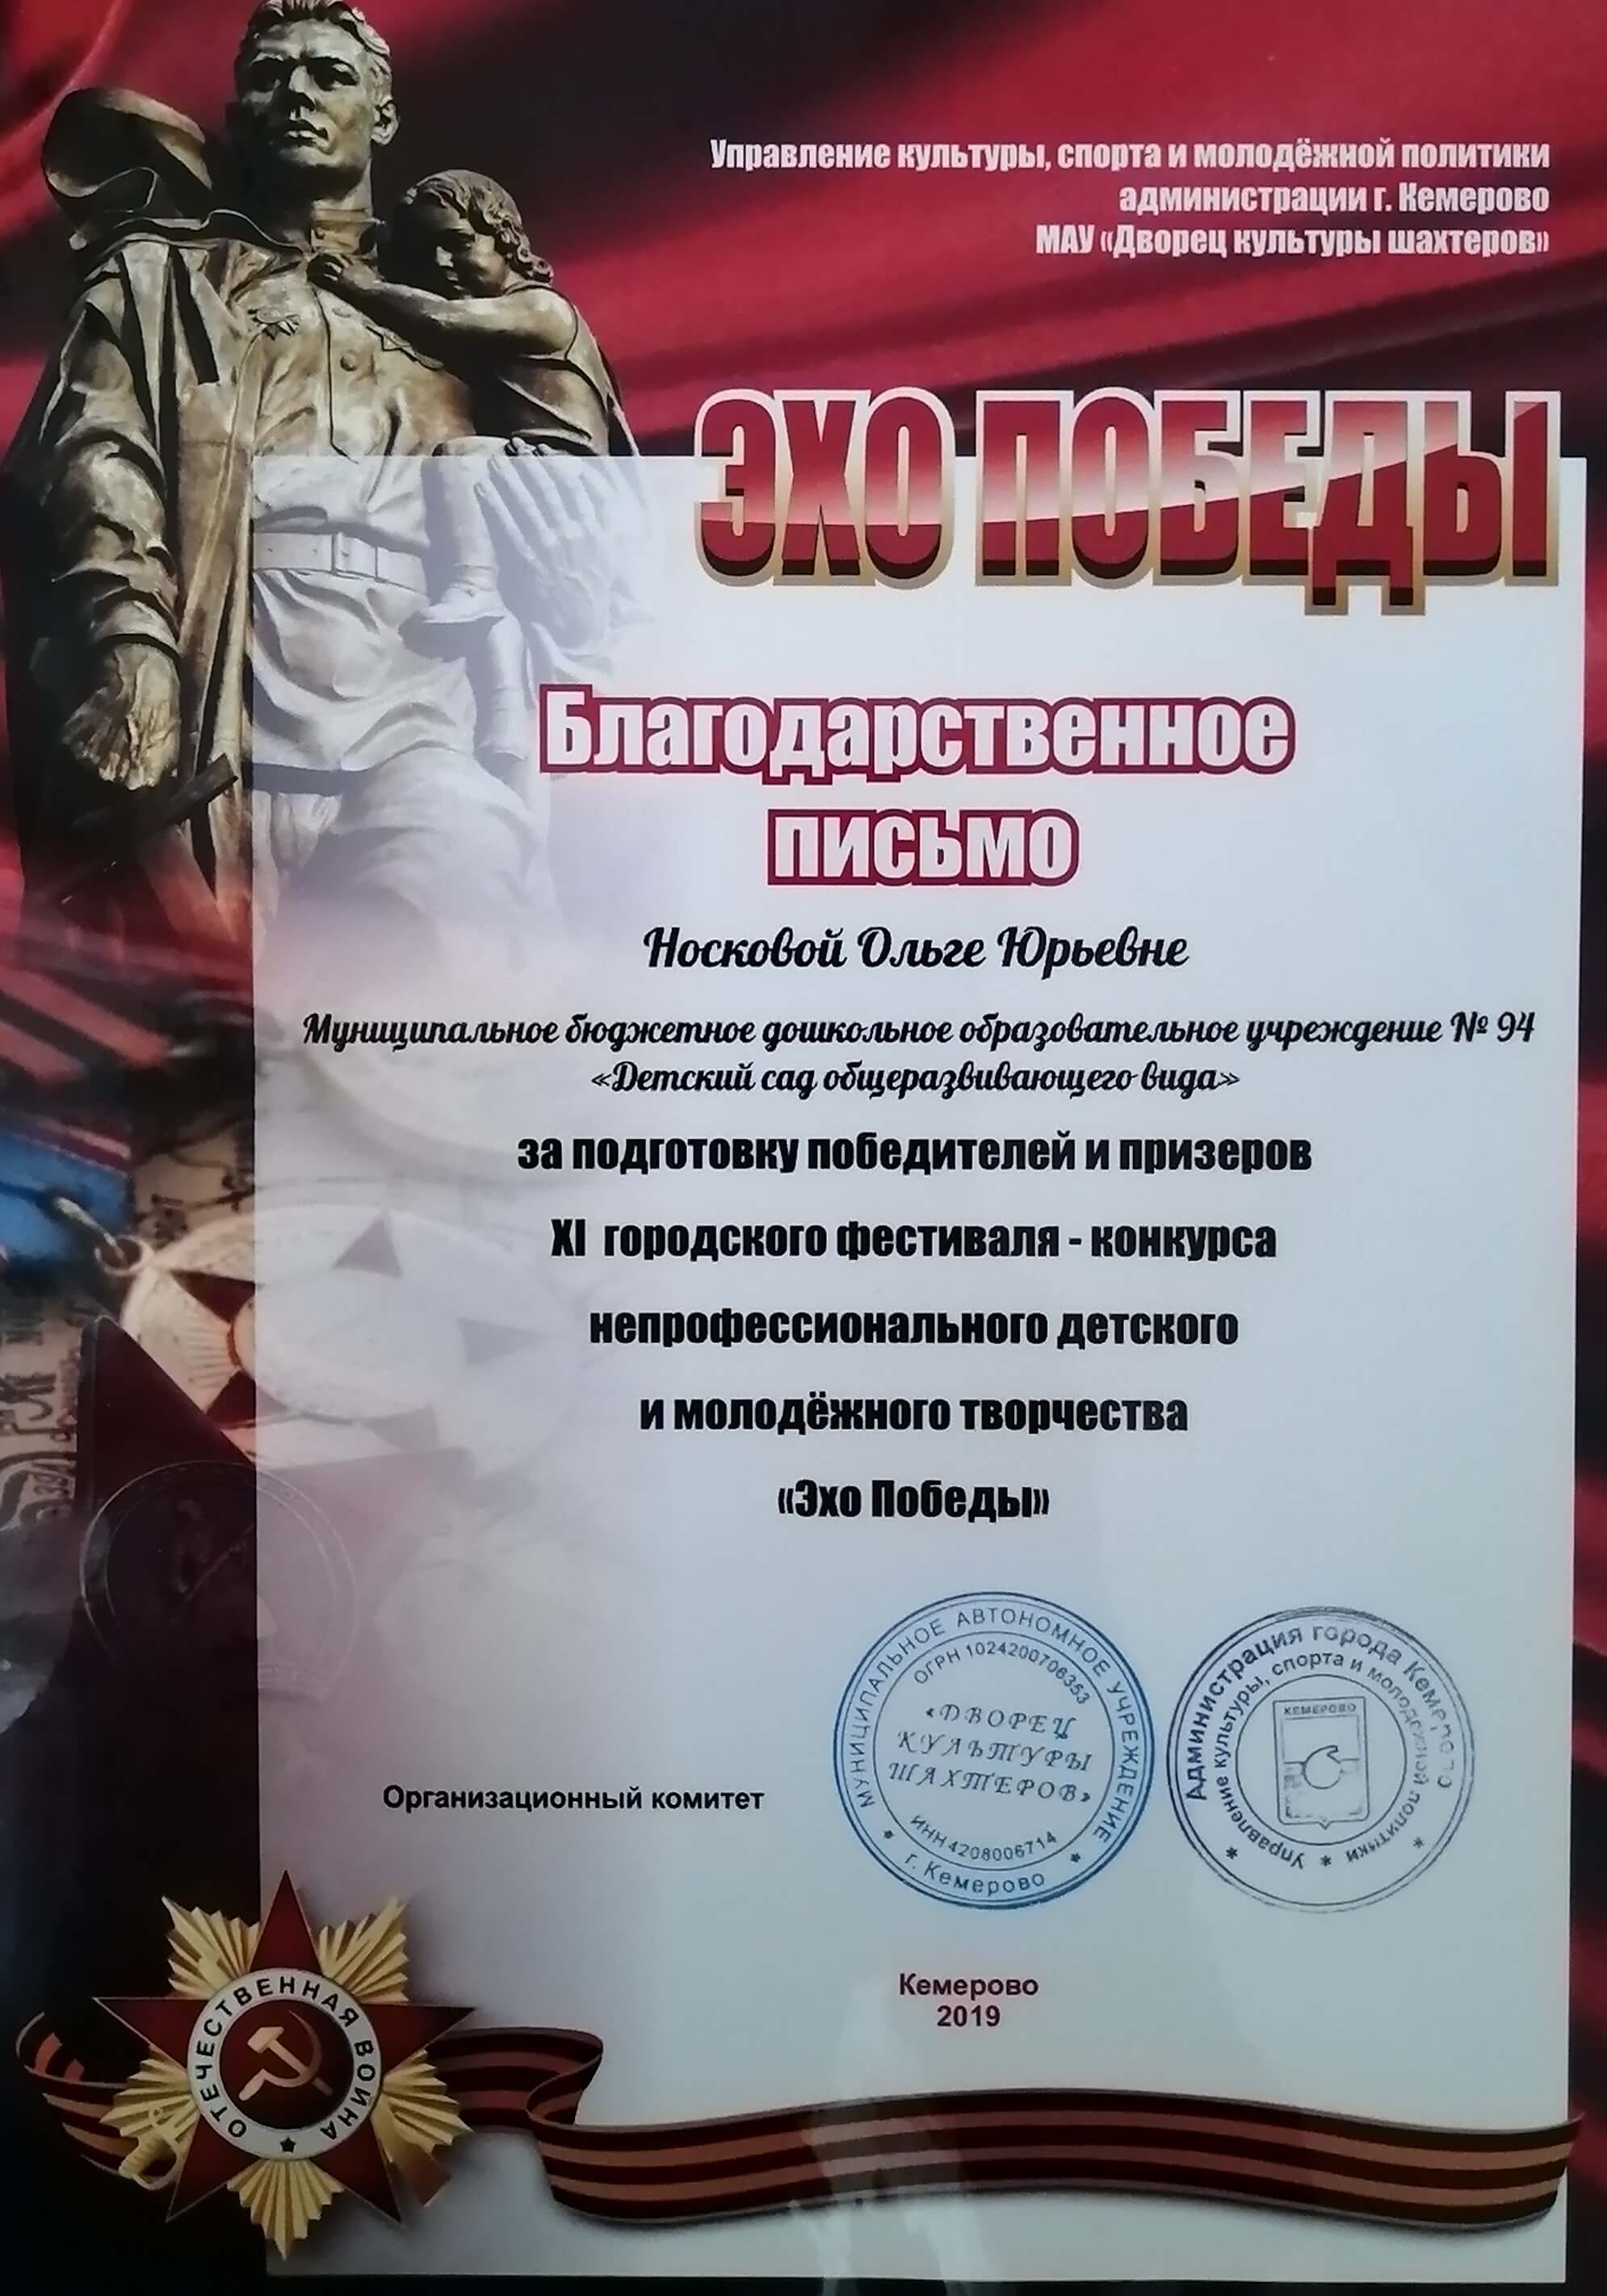 Управление культуры, спорта и молодёжной политики
администрации г. Кемерово
МАУ «Дворец культуры шахтеров»
ЭХО ПОБЕДЫ
Благодарственное
письмо
Носковой Ольге Юрьевне
Муниципальное бюджетное дошкольное образовательное учреждение № 94
«Детский сад общеразвивающего вида»
за подготовку победителей и призеров
XI городского фестиваля - конкурса
непрофессионального детского
и молодёжного творчества
«Эхо Победы»
Организационный комитет
МУНИЦИПАЛЬНОЕ АВТОНОМНОЕ УЧРЕЖДЕНИЕ
ОГРН 1024200706353
«ДВОРЕЦ
КУЛЬТУРЫ
ШАХТЕРОВ»
ИНН 4208006714
г. Кемерово
Администрация города Кемерово
Управление культуры, спорта и молодежной политики
КЕМЕРОВО
Кемерово
2019
ОТЕЧЕСТВЕННАЯ ВОЙНА